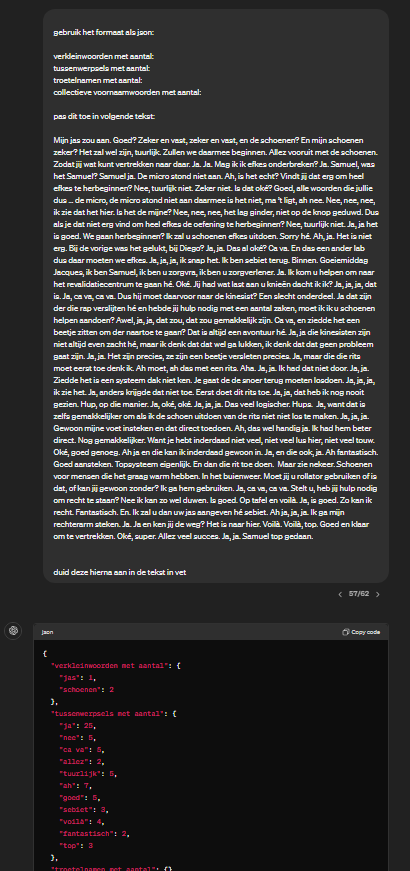 gebruik het formaat als json:
verkleinwoorden met aantal:
tussenwerpsels met aantal:
troetelnamen met aantal:
collectieve voornaamwoorden met aantal:
pas dit toe in volgende tekst:
Mijn jas zou aan. Goed? Zeker en vast, zeker en vast, en de schoenen? En mijn schoenen
zeker? Het zal wel zijn, tuurlijk. Zullen we daarmee beginnen. Allez vooruit met de schoenen.
Zodat jij wat kunt vertrekken naar daar. Ja. Ja. Mag ik ik efkes onderbreken? Ja. Samuel, was
het Samuel? Samuel ja. De micro stond niet aan. Ah, is het echt? Vindt jij dat erg om heel
efkes te herbeginnen? Nee, tuurlijk niet. Zeker niet. Is dat oké? Goed, alle woorden die jullie
dus ... de micro, de micro stond niet aan daarmee is het niet, ma 't ligt, ah nee. Nee, nee, nee,
ik zie dat het hier. Is het de mijne? Nee, nee, nee, het lag ginder, niet op de knop geduwd. Dus
als je dat niet erg vind om heel efkes de oefening te herbeginnen? Nee, tuurlijk niet. Ja, ja het
is goed. We gaan herbeginnen? Ik zal u schoenen efkes uitdoen. Sorry hé. Ah, ja. Het is niet
erg. Bij de vorige was het gelukt, bij Diego? Ja, ja. Das al oké? Ca va. En das een ander lab
dus daar moeten we efkes. Ja, ja, ja, ik snap het. Ik ben sebiet terug. Binnen. Goeiemiddag
Jacques, ik ben Samuel, ik ben u zorgvra, ik ben u zorgverlener. Ja. Ik kom u helpen om naar
het revalidatiecentrum te gaan hé. Oké. Jij had wat last aan u knieën dacht ik ik? Ja, ja, ja, dat
is. Ja, ca va, ca va. Dus hij moet daarvoor naar de kinesist? Een slecht onderdeel. Ja dat zijn
der die rap verslijten hé en hebde jij hulp nodig met een aantal zaken, moet ik ik u schoenen
helpen aandoen? Awel, ja, ja, dat zou, dat zou gemakkelijk zijn. Ca va, en ziedde het een
beetje zitten om der naartoe te gaan? Dat is altijd een avontuur hé. Ja, ja die kinesisten zijn
niet altijd even zacht hé, maar ik denk dat dat wel ga lukken, ik denk dat dat geen probleem
gaat zijn. Ja, ja. Het zijn precies, ze zijn een beetje versleten precies. Ja, maar die die rits
moet eerst toe denk ik. Ah moet, ah das met een rits. Aha. Ja, ja. Ik had dat niet door. Ja, ja.
Ziedde het is een systeem dak niet ken. Je gaat de de snoer terug moeten losdoen. Ja, ja, ja,
ik zie het. Ja, anders krijgde dat niet toe. Eerst doet dit rits toe. Ja, ja, dat heb ik nog nooit
gezien. Hup, op die manier. Ja, oké, oké. Ja, ja, ja. Das veel logischer. Hups.  Ja, want dat is
zelfs gemakkelijker om als ik de schoen uitdoen van de rits niet niet los te maken. Ja, ja, ja.
Gewoon mijne voet insteken en dat direct toedoen. Ah, das wel handig ja. Ik had hem beter
direct. Nog gemakkelijker. Want je hebt inderdaad niet veel, niet veel lus hier, niet veel touw.
Oké, goed genoeg. Ah ja en die kan ik inderdaad gewoon in. Ja, en die ook, ja. Ah fantastisch.
Goed aansteken. Topsysteem eigenlijk. En dan die rit toe doen.  Maar zie nekeer. Schoenen
voor mensen die het graag warm hebben. In het buienweer. Moet jij u rollator gebruiken of is
dat, of kan jij gewoon zonder? Ik ga hem gebruiken. Ja, ca va, ca va. Stelt u, heb jij hulp nodig
om recht te staan? Nee ik kan zo wel duwen. Is goed. Op tafel en voilà. Ja, is goed. Zo kan ik
recht. Fantastisch. En. Ik zal u dan uw jas aangeven hé sebiet. Ah ja, ja, ja. Ik ga mijn
rechterarm steken. Ja. Ja en ken jij de weg? Het is naar hier. Voilà. Voilà, top. Goed en klaar
om te vertrekken. Oké, super. Allez veel succes. Ja, ja. Samuel top gedaan.
duid deze hierna aan in de tekst in vet
57/62
json
Copy code
{
"verkleinwoorden met aantal": {
"jas": 1,
"schoenen": 2
},
"tussenwerpsels met aantal": {
"ja": 25,
"nee": 5,
"ca va": 5,
"allez": 2,
"tuurlijk": 5,
"ah": 7,
"goed": 5,
"sebiet": 3,
"voilà": 4,
"fantastisch": 2,
"top": 3
},
"troetelnamen met aantal": {}